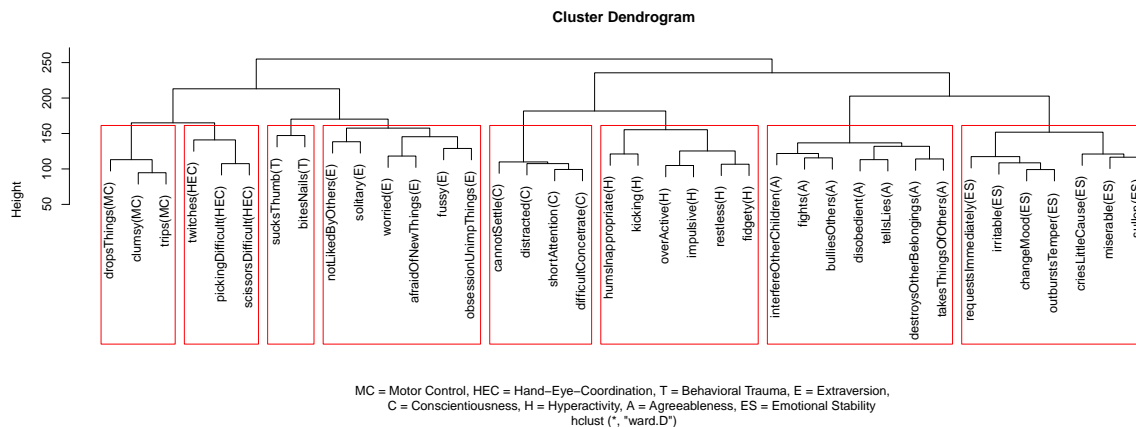 Cluster Dendrogram
Height
50
100
150
200
250
dropsThings(MC)
clumsy(MC)
trips(MC)
twitches(HEC)
pickingDifficult(HEC)
scissorsDifficult(HEC)
sucksThumb(T)
bitesNails(T)
notLikedByOthers(E)
solitary(E)
worried(E)
afraidOfNewThings(E)
fussy(E)
obsessionUnimpThings(E)
cannotSettle(C)
distracted(C)
shortAttention(C)
difficultConcetrate(C)
humsInappropriate(H)
kicking(H)
overActive(H)
impulsive(H)
restless(H)
fidgety(H)
interfereOtherChildren(A)
fights(A)
bulliesOthers(A)
disobedient(A)
tellsLies(A)
destroysOtherBelongings(A)
takesThingsOfOthers(A)
requestsImmediately(ES)
irritable(ES)
changeMood(ES)
outburstsTemper(ES)
criesLittleCause(ES)
miserable(ES)
MC = Motor Control, HEC = Hand−Eye−Coordination, T = Behavioral Trauma, E = Extraversion,
C = Conscientiousness, H = Hyperactivity, A = Agreeableness, ES = Emotional Stability
hclust (*, "ward.D")